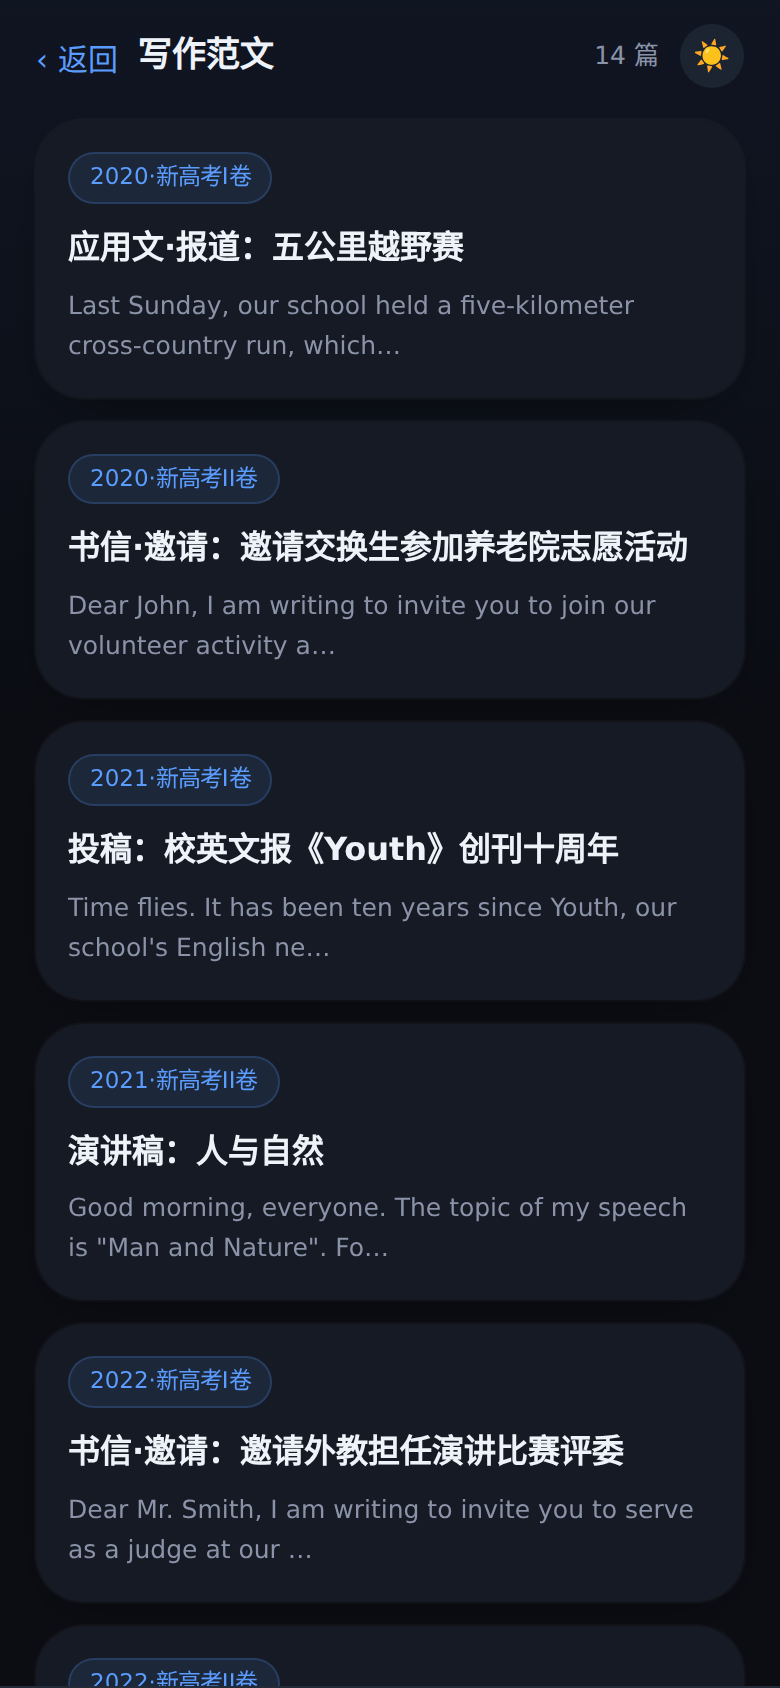 ‹ 返回 写作范文 14 篇
2020·新高考I卷
应用文·报道：五公里越野赛
Last Sunday, our school held a five-kilometer
cross-country run, which...
2020·新高考II卷
书信·邀请：邀请交换生参加养老院志愿活动
Dear John, I am writing to invite you to join our
volunteer activity a...
2021·新高考I卷
投稿：校英文报《Youth》创刊十周年
Time flies. It has been ten years since Youth, our
school's English ne...
2021·新高考II卷
演讲稿：人与自然
Good morning, everyone. The topic of my speech
is "Man and Nature". Fo...
2022·新高考I卷
书信·邀请：邀请外教担任演讲比赛评委
Dear Mr. Smith, I am writing to invite you to serve
as a judge at our ...
2022·新高考II卷